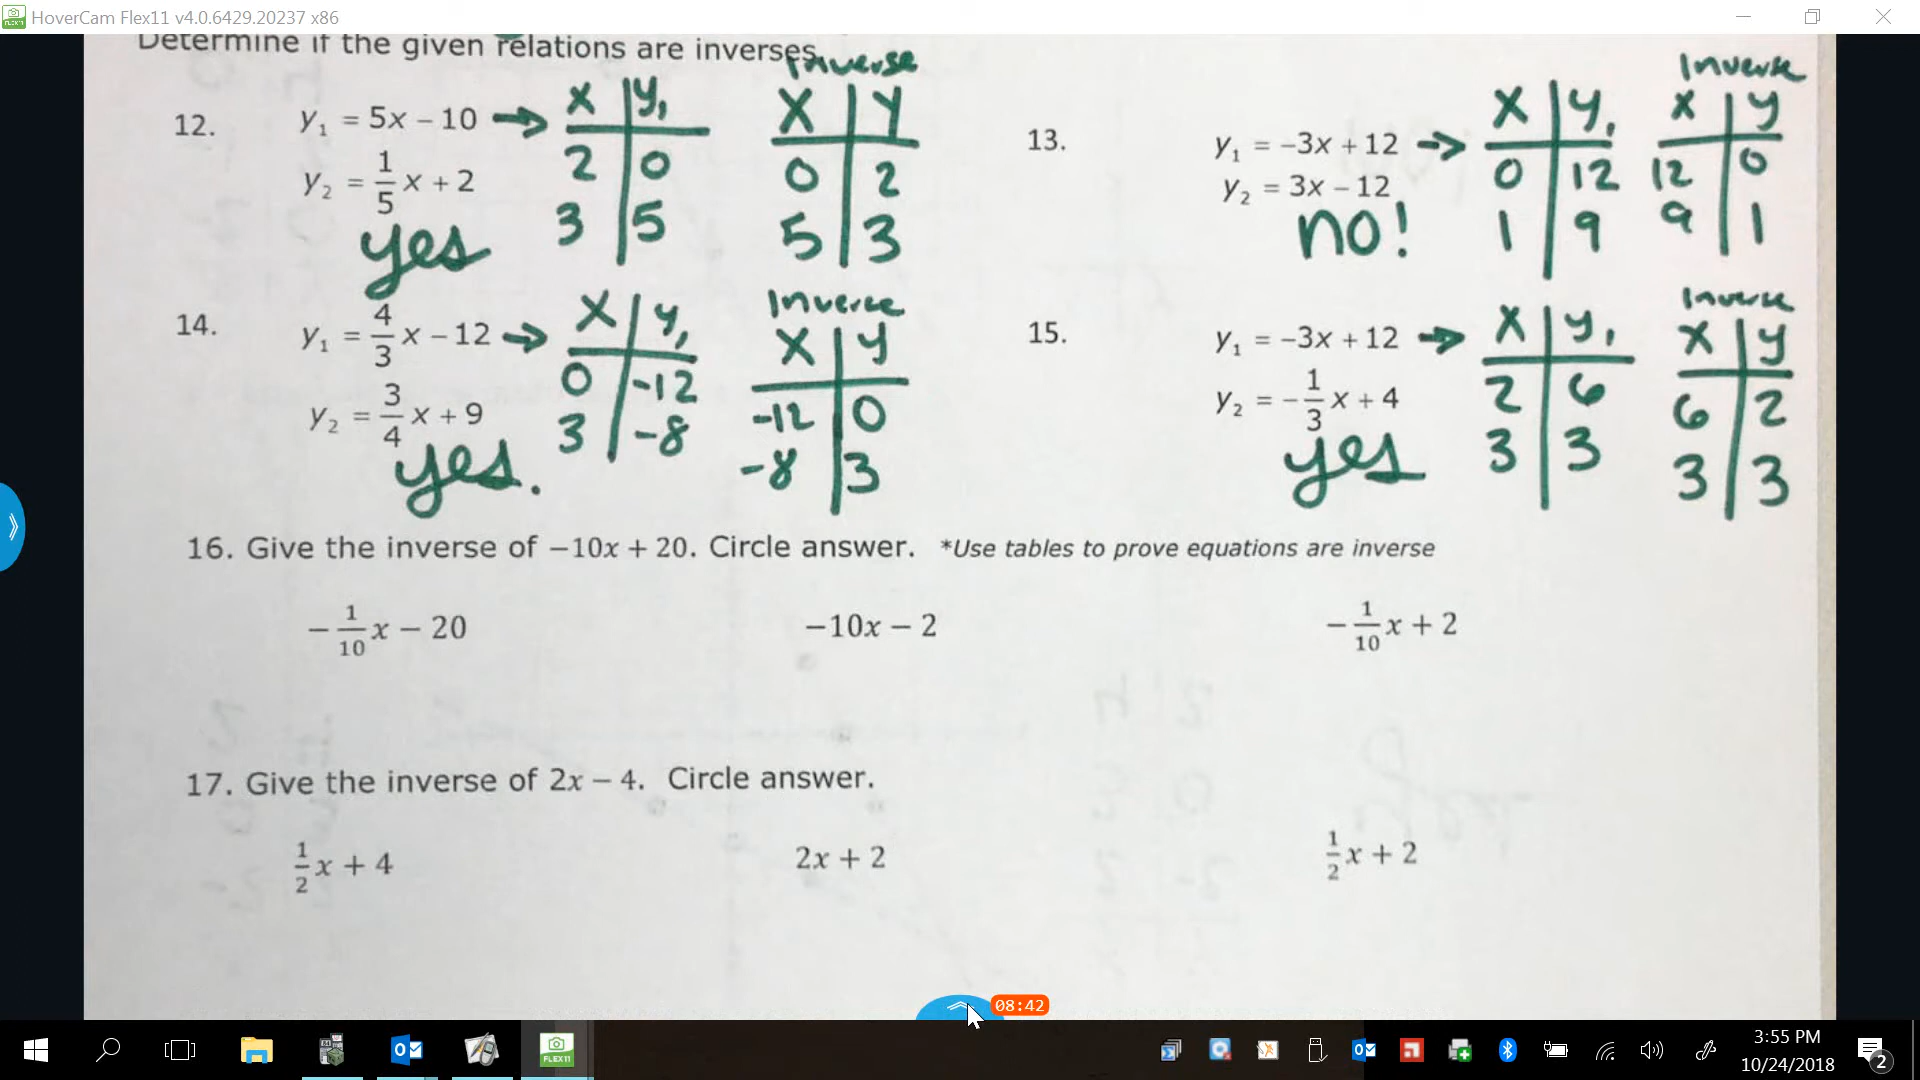 HoverCam Flex11 v4.0.6429.20237 x86
Determine if the given relations are inverses.
12. y₁ = 5x – 10 →
y₂ = 1/5 x + 2
yes
x | y₁
2 | 0
3 | 5
Inverse
X | Y
0 | 2
5 | 3
13. y₁ = –3x + 12 →
y₂ = 3x – 12
no!
X | y₁
0 | 12
1 | 9
Inverse
x | y
12 | 0
9 | 1
14. y₁ = 4/3 x – 12 →
y₂ = 3/4 x + 9
yes.
X | y₁
0 | -12
3 | -8
Inverse
X | y
-12 | 0
-8 | 3
15. y₁ = –3x + 12 →
y₂ = – 1/3 x + 4
yes
X | y₁
2 | 6
3 | 3
Inverse
X | y
6 | 2
3 | 3
16. Give the inverse of −10x + 20. Circle answer. *Use tables to prove equations are inverse
− 1/10 x − 20
−10x − 2
− 1/10 x + 2
17. Give the inverse of 2x − 4. Circle answer.
1/2 x + 4
2x + 2
1/2 x + 2
08:42
FLEX11
3:55 PM
10/24/2018
2